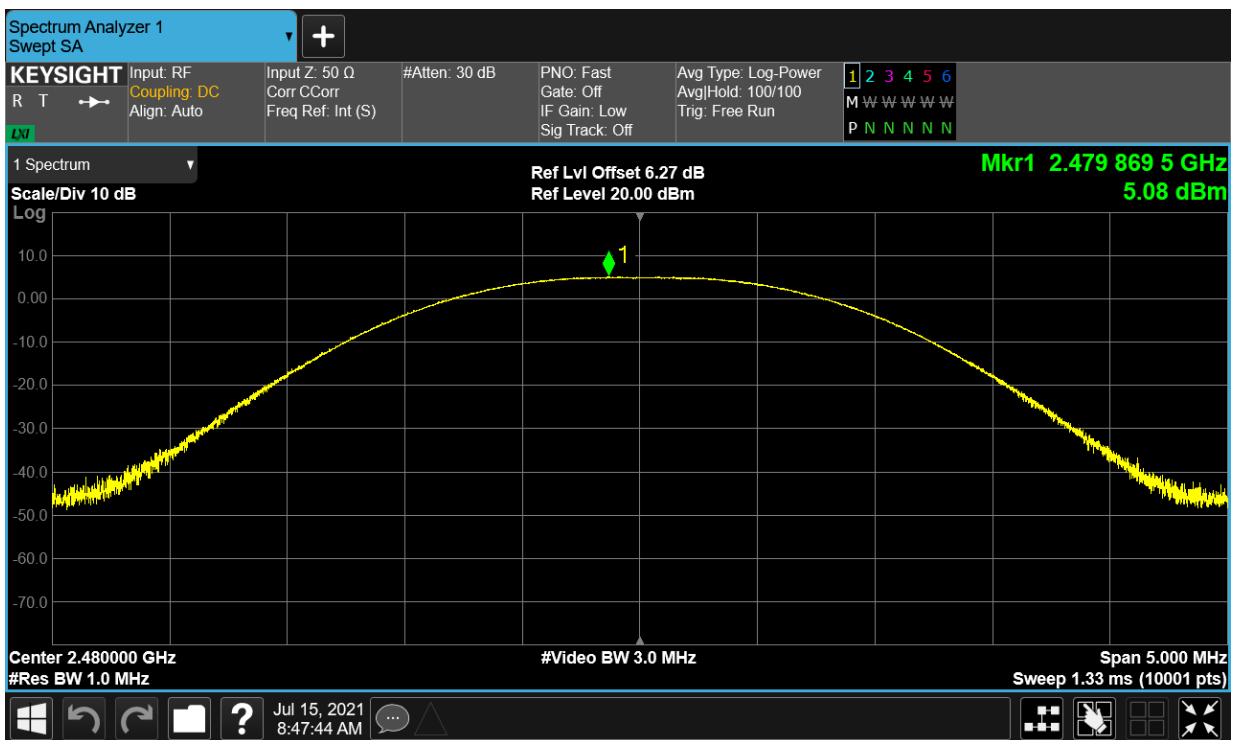 Spectrum Analyzer 1
Swept SA
KEYSIGHT
R T
LXI
Input: RF
Coupling: DC
Align: Auto
Input Z: 50 Ω
Corr CCorr
Freq Ref: Int (S)
#Atten: 30 dB
PNO: Fast
Gate: Off
IF Gain: Low
Sig Track: Off
Avg Type: Log-Power
Avg|Hold: 100/100
Trig: Free Run
1 2 3 4 5 6
M W W W W W
P N N N N N
1 Spectrum
Scale/Div 10 dB
Log
Ref Lvl Offset 6.27 dB
Ref Level 20.00 dBm
Mkr1 2.479 869 5 GHz
5.08 dBm
1
10.0
0.00
-10.0
-20.0
-30.0
-40.0
-50.0
-60.0
-70.0
Center 2.480000 GHz
#Res BW 1.0 MHz
#Video BW 3.0 MHz
Span 5.000 MHz
Sweep 1.33 ms (10001 pts)
?
Jul 15, 2021
8:47:44 AM